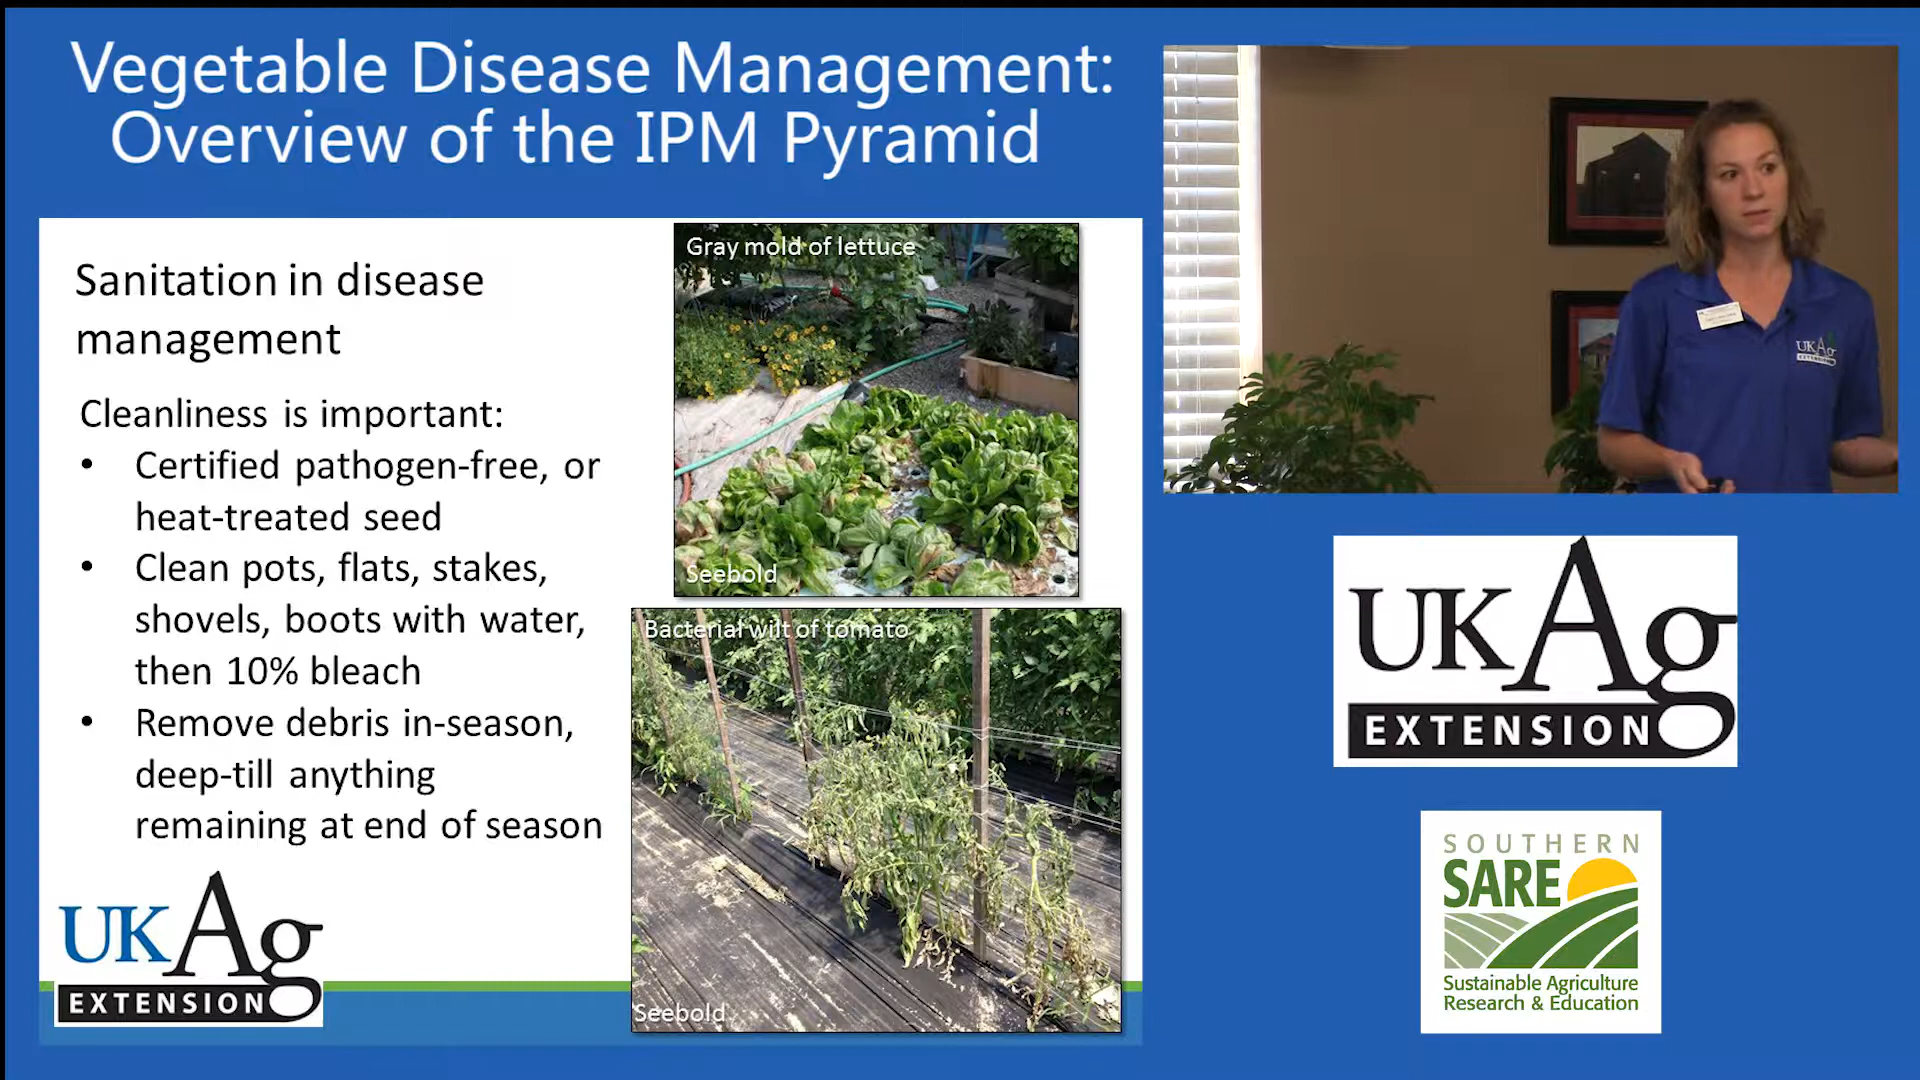 Vegetable Disease Management:
Overview of the IPM Pyramid
Sanitation in disease
management
Cleanliness is important:
• Certified pathogen-free, or
heat-treated seed
• Clean pots, flats, stakes,
shovels, boots with water,
then 10% bleach
• Remove debris in-season,
deep-till anything
remaining at end of season
Gray mold of lettuce
Seebold
Bacterial wilt of tomato
Seebold
UKAg
EXTENSION
UKAg
EXTENSION
UKAg
EXTENSION
SOUTHERN
SARE
Sustainable Agriculture
Research & Education